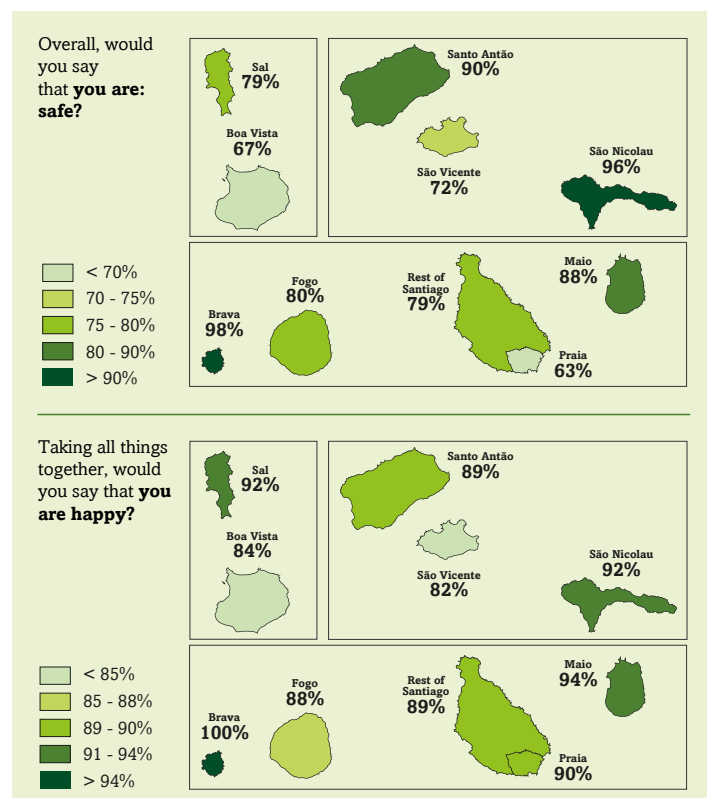 Overall, would
you say
that you are:
safe?
Sal
79%
Boa Vista
67%
Santo Antão
90%
São Vicente
72%
São Nicolau
96%
< 70%
70 - 75%
75 - 80%
80 - 90%
> 90%
Brava
98%
Fogo
80%
Rest of
Santiago
79%
Maio
88%
Praia
63%
Taking all things
together, would
you say that you
are happy?
Sal
92%
Boa Vista
84%
Santo Antão
89%
São Vicente
82%
São Nicolau
92%
< 85%
85 - 88%
89 - 90%
91 - 94%
> 94%
Brava
100%
Fogo
88%
Rest of
Santiago
89%
Maio
94%
Praia
90%